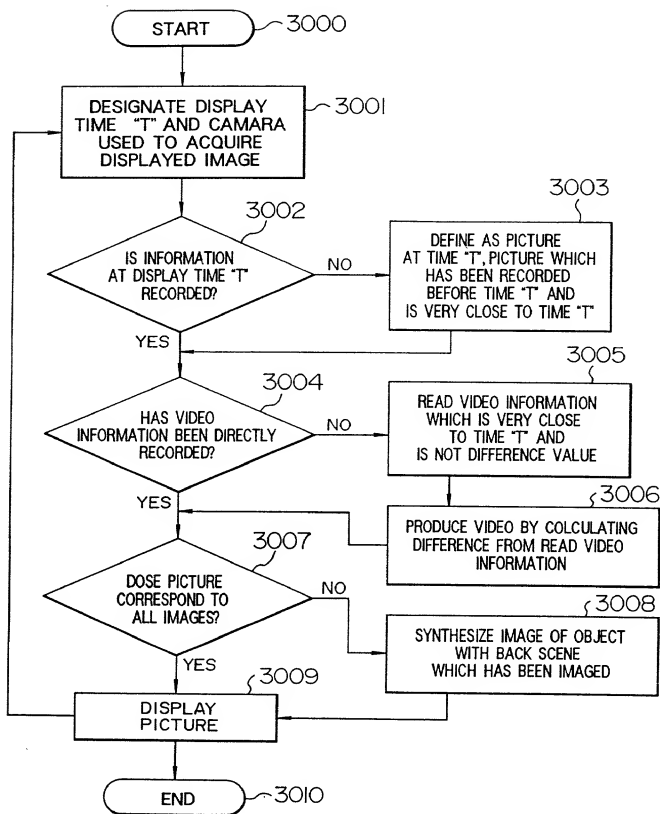 START
3000
DESIGNATE DISPLAY
TIME "T" AND CAMARA
USED TO ACQUIRE
DISPLAYED IMAGE
3001
3002
IS INFORMATION
AT DISPLAY TIME "T"
RECORDED?
NO
YES
3003
DEFINE AS PICTURE
AT TIME "T", PICTURE WHICH
HAS BEEN RECORDED
BEFORE TIME "T" AND
IS VERY CLOSE TO TIME "T"
3004
HAS VIDEO
INFORMATION BEEN DIRECTLY
RECORDED?
NO
YES
3005
READ VIDEO INFORMATION
WHICH IS VERY CLOSE
TO TIME "T" AND
IS NOT DIFFERENCE VALUE
3006
PRODUCE VIDEO BY COLCULATING
DIFFERENCE FROM READ VIDEO
INFORMATION
3007
DOSE PICTURE
CORRESPOND TO
ALL IMAGES?
NO
YES
3008
SYNTHESIZE IMAGE OF OBJECT
WITH BACK SCENE
WHICH HAS BEEN IMAGED
3009
DISPLAY
PICTURE
END
3010